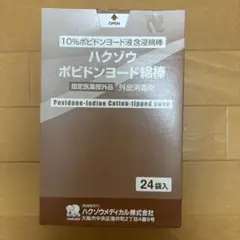 OPEN
10%ポビドンヨード液含浸綿棒
ハクゾウ
ポビドンヨード綿棒
指定医薬部外品 外皮消毒剤
Povidone-iodine Cotton-tipped swab
24袋入
ハクゾウメディカル株式会社